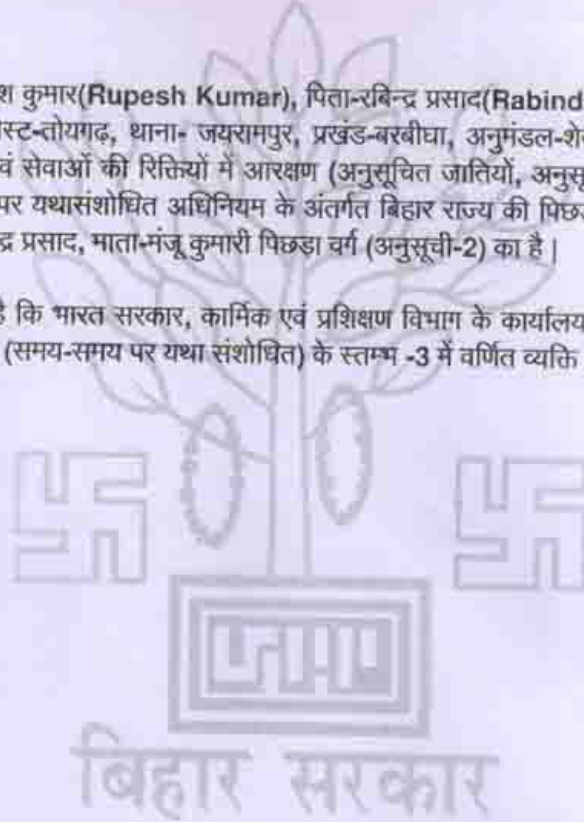 श कुमार(Rupesh Kumar), पिता-रबिन्द्र प्रसाद(Rabind
स्ट-तोयगढ़, थाना- जयरामपुर, प्रखंड-बरबीघा, अनुमंडल-शे
वं सेवाओं की रिक्तियों में आरक्षण (अनुसूचित जातियों, अनुसू
पर यथासंशोधित अधिनियम के अंतर्गत बिहार राज्य की पिछ
द्र प्रसाद, माता-मंजू कुमारी पिछड़ा वर्ग (अनुसूची-2) का है |
है कि भारत सरकार, कार्मिक एवं प्रशिक्षण विभाग के कार्यालय
(समय-समय पर यथा संशोधित) के स्तम्भ -3 में वर्णित व्यक्ति
बिहार सरकार